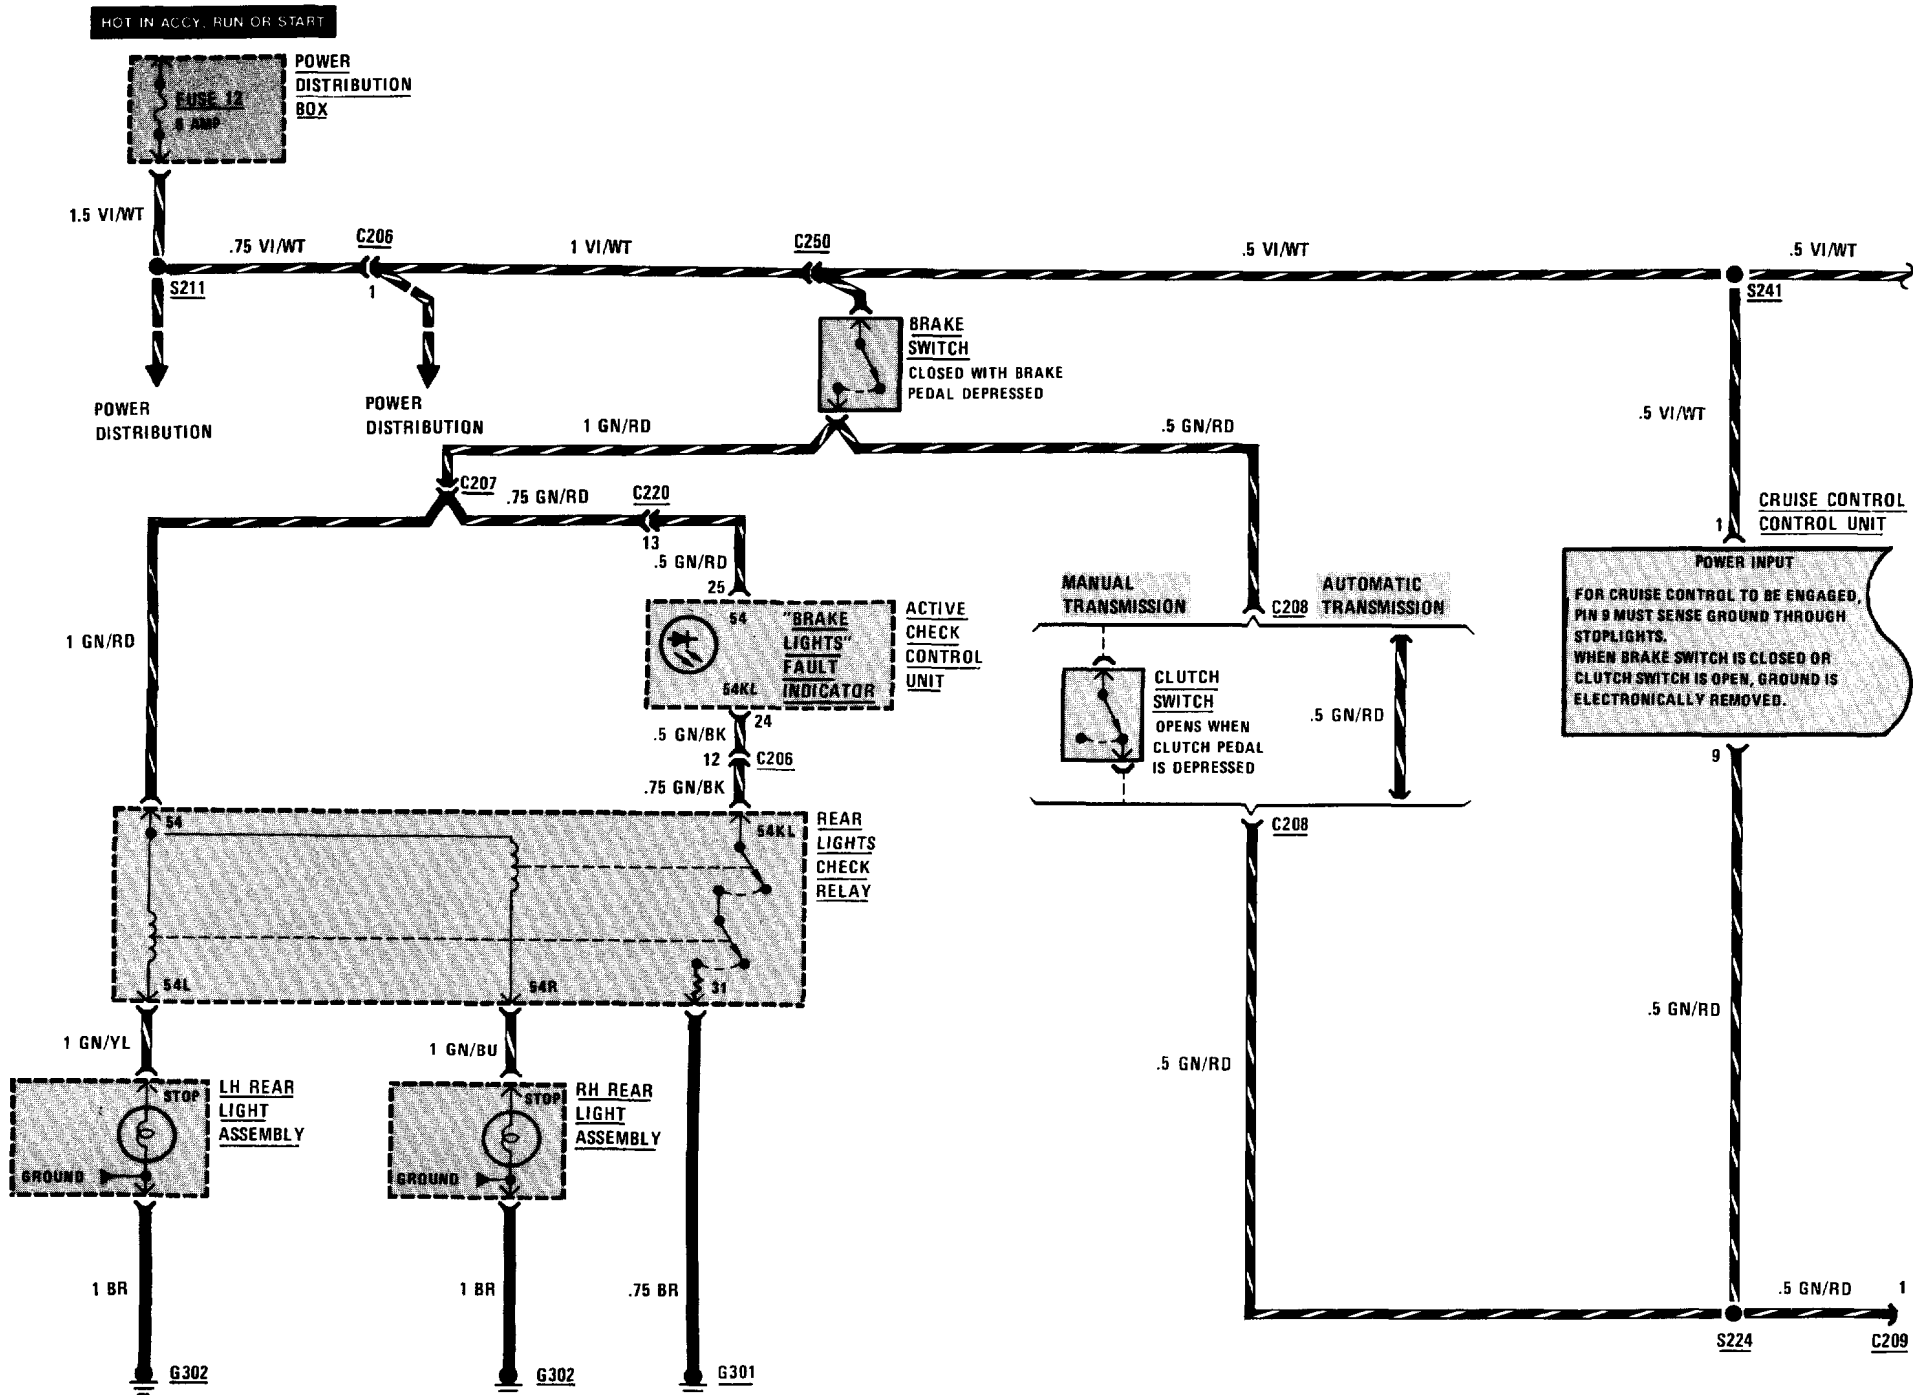 HOT IN ACCY, RUN OR START
POWER
DISTRIBUTION
BOX
FUSE 12
8 AMP
1.5 VI/WT
.75 VI/WT
C206
1 VI/WT
C250
.5 VI/WT
.5 VI/WT
S211
1
S241
BRAKE
SWITCH
CLOSED WITH BRAKE
PEDAL DEPRESSED
POWER
DISTRIBUTION
POWER
DISTRIBUTION
1 GN/RD
.5 GN/RD
.5 VI/WT
C207
.75 GN/RD
C220
13
.5 GN/RD
25
1
CRUISE CONTROL
CONTROL UNIT
POWER INPUT
FOR CRUISE CONTROL TO BE ENGAGED,
PIN 9 MUST SENSE GROUND THROUGH
STOPLIGHTS.
WHEN BRAKE SWITCH IS CLOSED OR
CLUTCH SWITCH IS OPEN, GROUND IS
ELECTRONICALLY REMOVED.
MANUAL
TRANSMISSION
C208
AUTOMATIC
TRANSMISSION
1 GN/RD
54
"BRAKE
LIGHTS"
FAULT
INDICATOR
54KL
ACTIVE
CHECK
CONTROL
UNIT
CLUTCH
SWITCH
OPENS WHEN
CLUTCH PEDAL
IS DEPRESSED
.5 GN/RD
24
.5 GN/BK
12
C206
.75 GN/BK
9
C208
54
54KL
REAR
LIGHTS
CHECK
RELAY
54L
54R
31
1 GN/YL
1 GN/BU
.5 GN/RD
.5 GN/RD
STOP
LH REAR
LIGHT
ASSEMBLY
GROUND
STOP
RH REAR
LIGHT
ASSEMBLY
GROUND
1 BR
1 BR
.75 BR
.5 GN/RD
1
S224
C209
G302
G302
G301